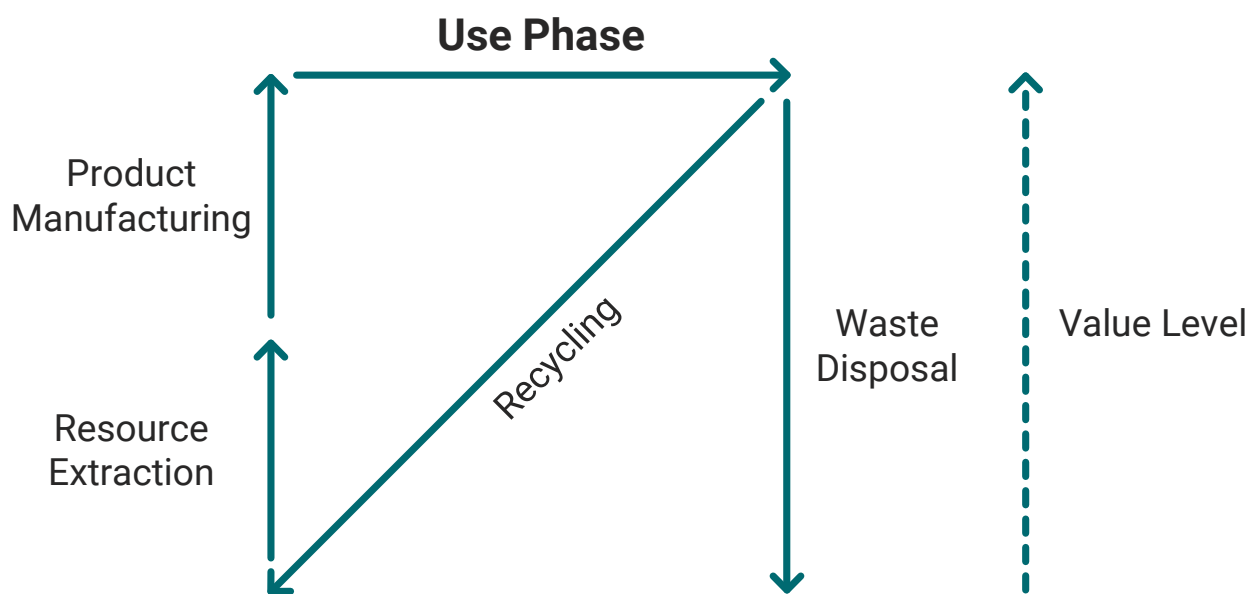 Use Phase
Product
Manufacturing
Recycling
Waste
Disposal
Value Level
Resource
Extraction